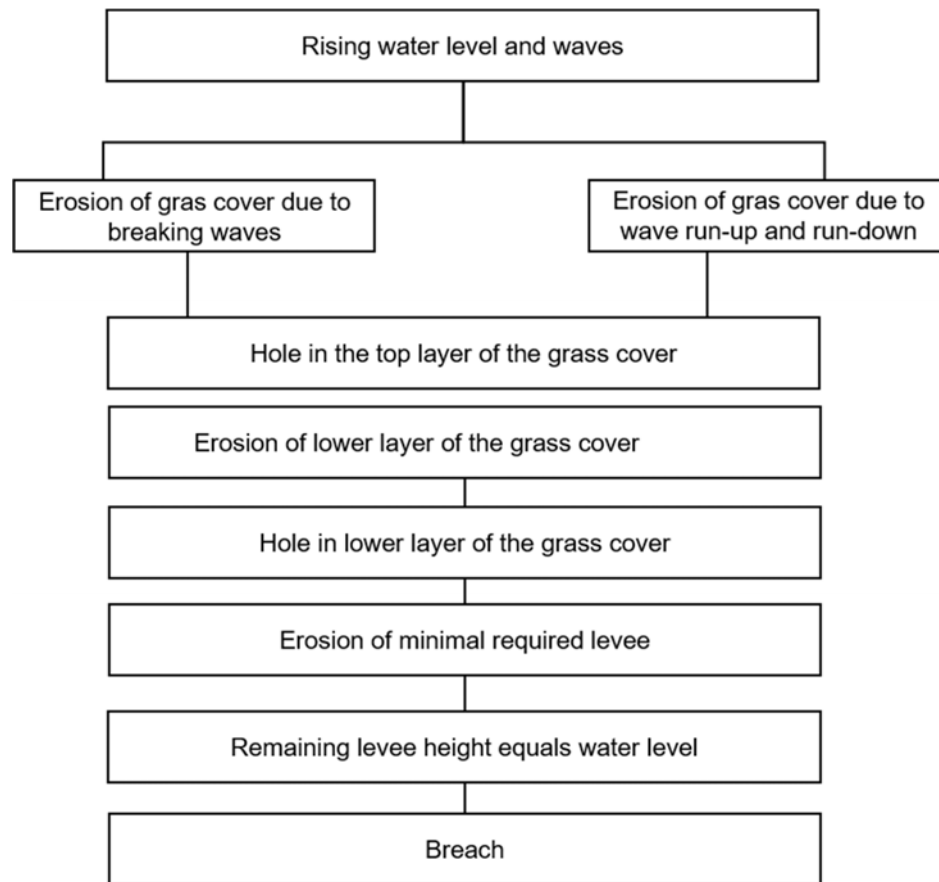 Rising water level and waves
Erosion of gras cover due to
breaking waves
Erosion of gras cover due to
wave run-up and run-down
Hole in the top layer of the grass cover
Erosion of lower layer of the grass cover
Hole in lower layer of the grass cover
Erosion of minimal required levee
Remaining levee height equals water level
Breach